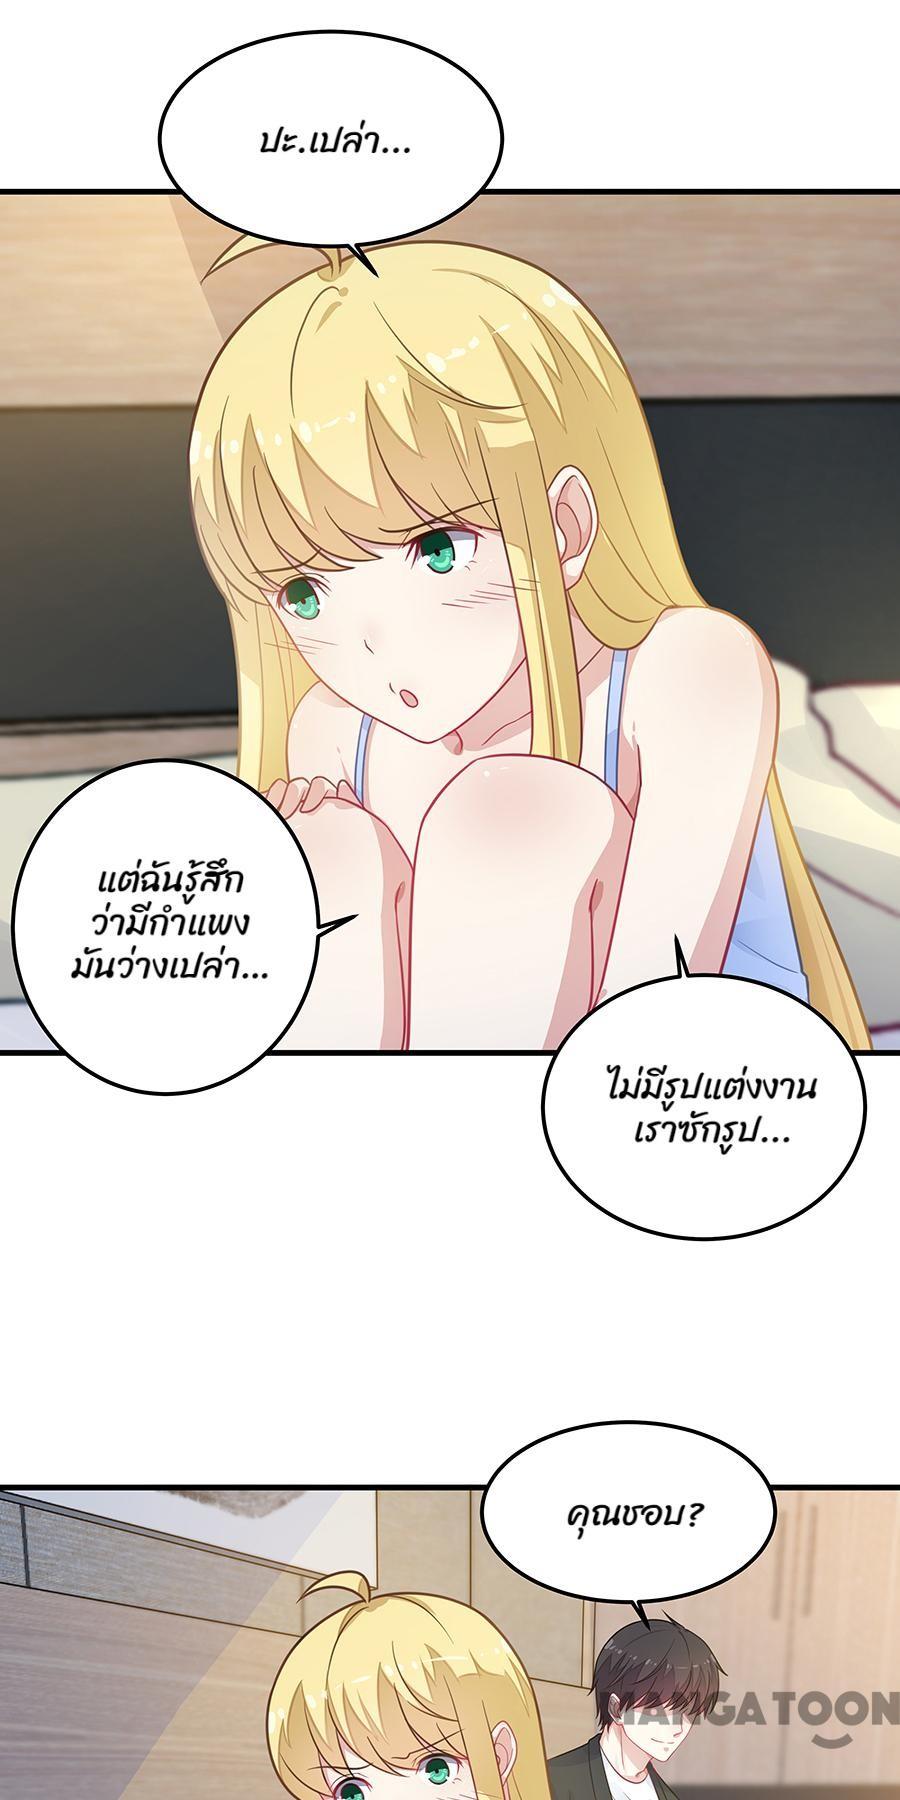 ปะ.เปล่า...
แต่ฉันรู้สึก
ว่ามีกำแพง
มันว่างเปล่า...
ไม่มีรูปแต่งงาน
เราซักรูป...
คุณชอบ?
MANGA TOON